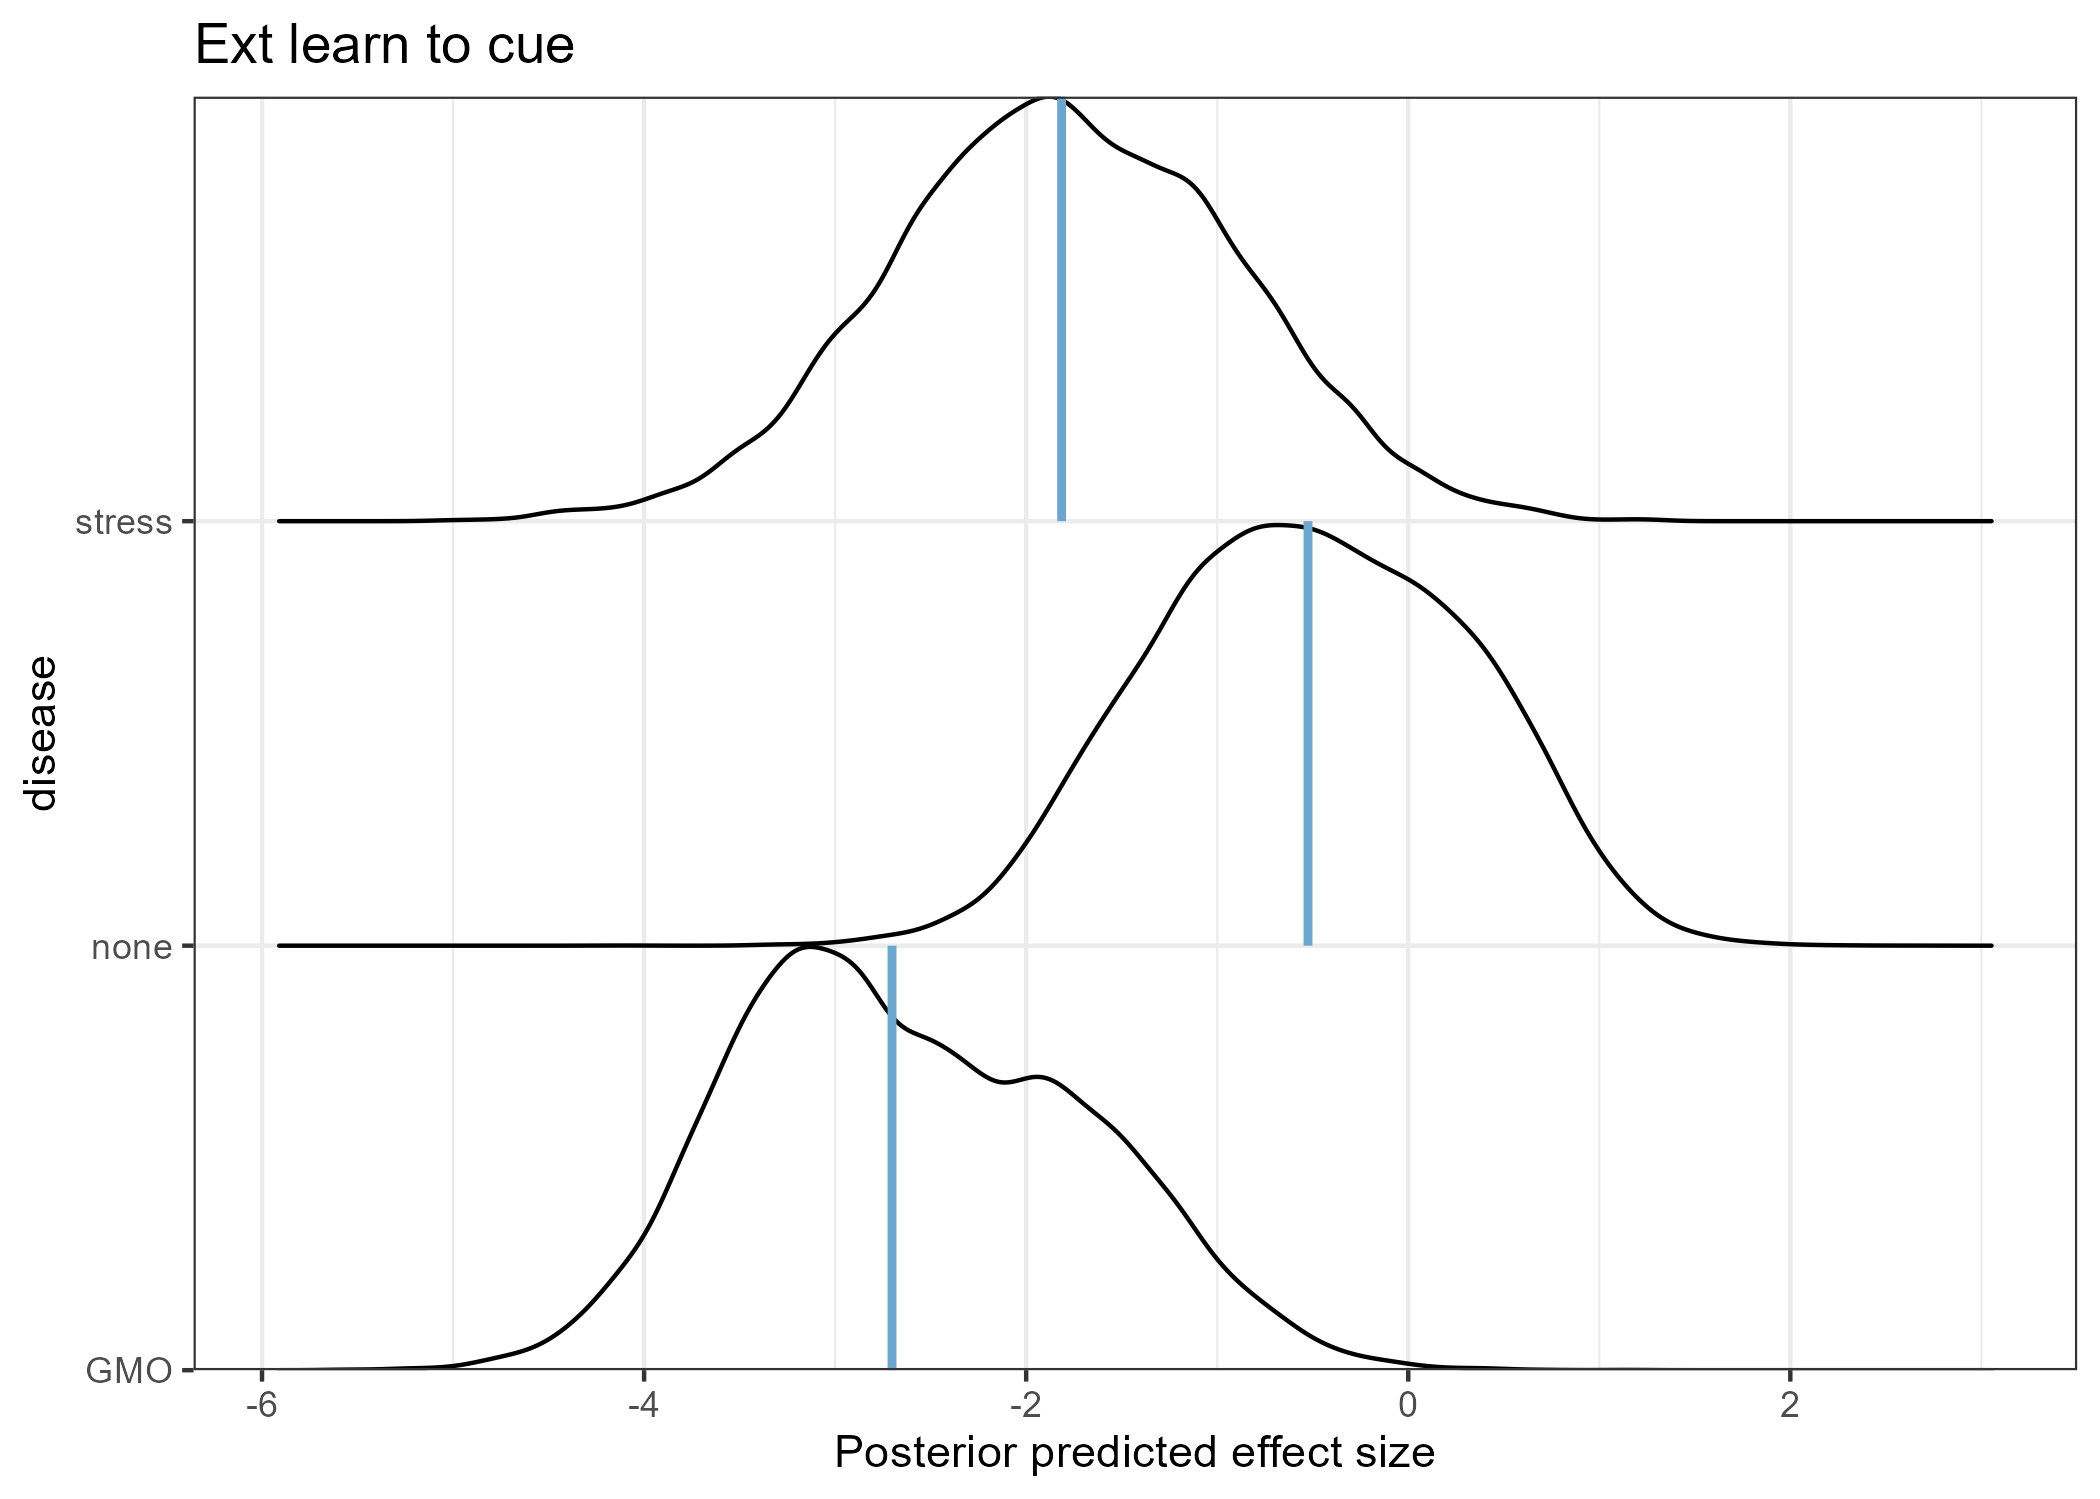 Ext learn to cue
stress
none
GMO
disease
-6 -4 -2 0 2
Posterior predicted effect size